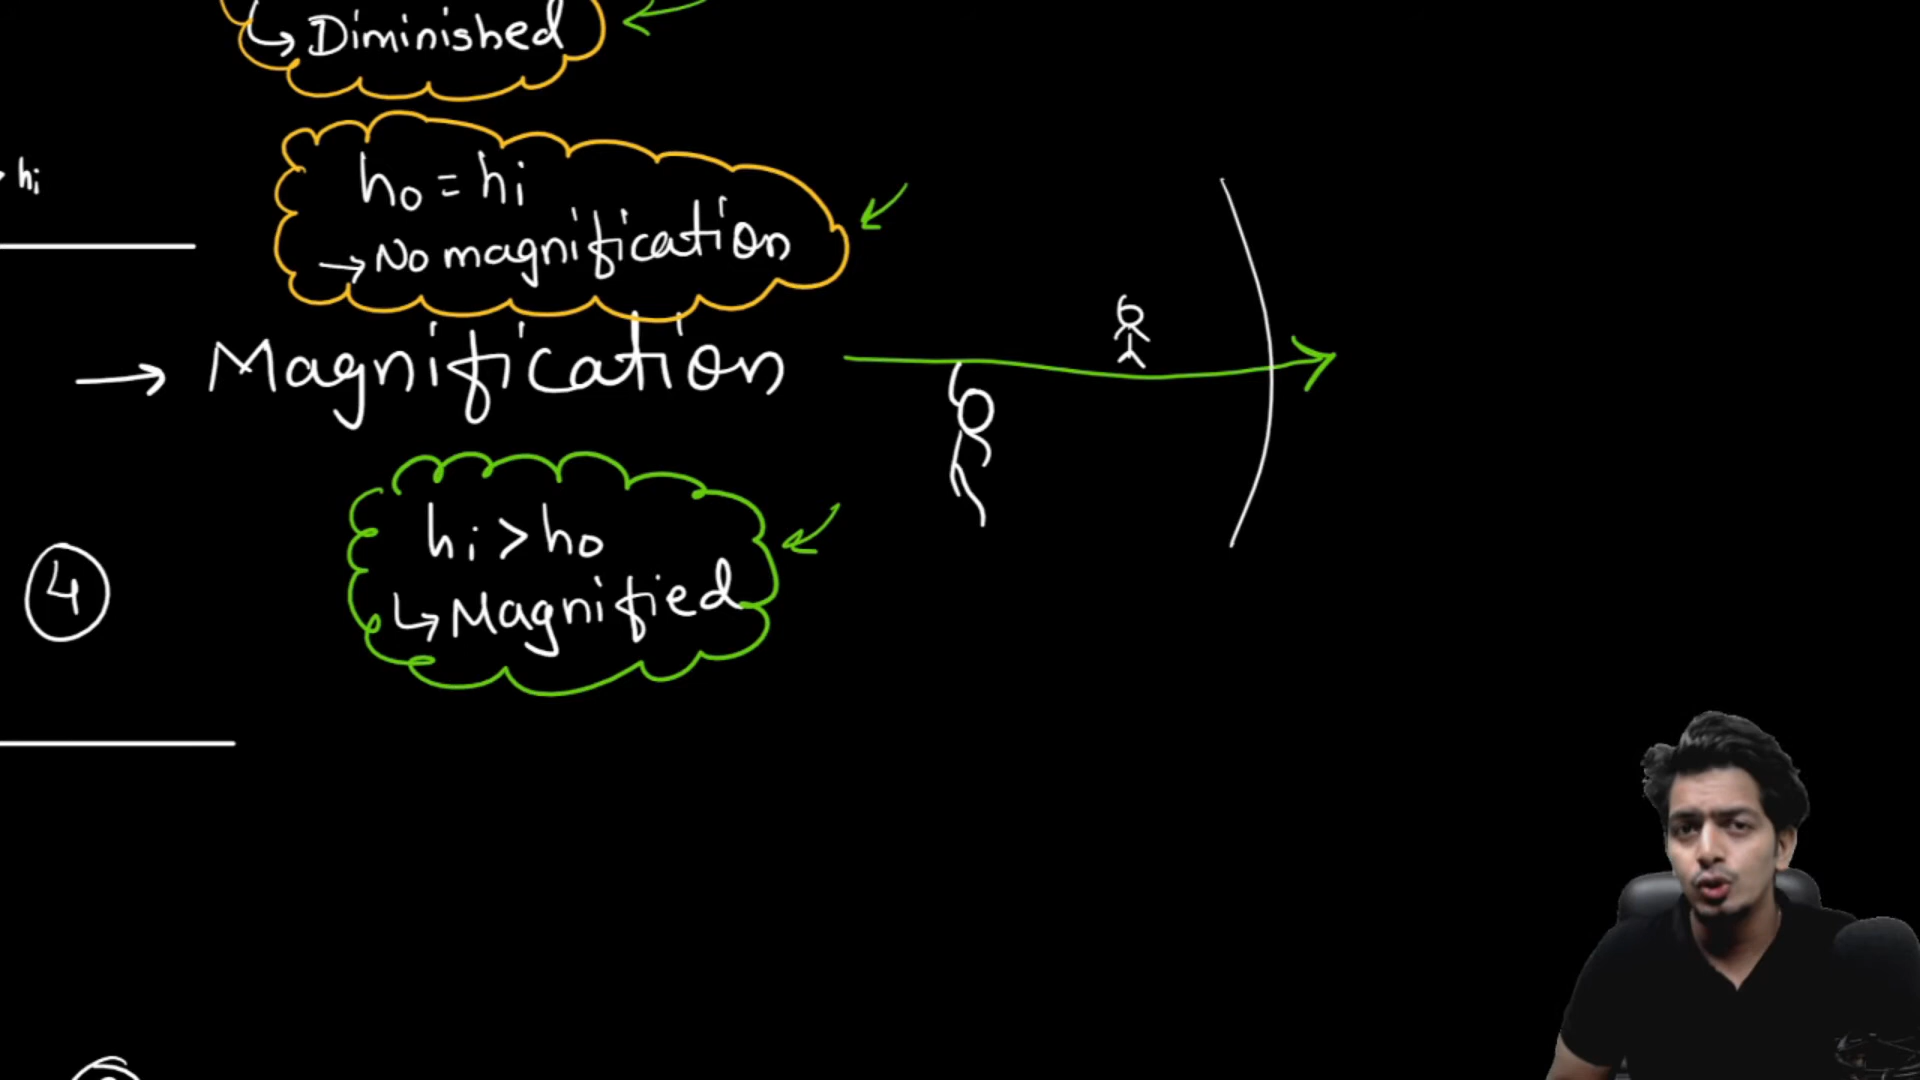 ↳ Diminished
ho = hi
hi
→ No magnification
→ Magnification
hi > ho
4
↳ Magnified